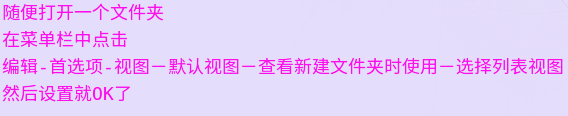 随便打开一个文件夹
在菜单栏中点击
编辑-首选项-视图－默认视图－查看新建文件夹时使用－选择列表视图
然后设置就OK了